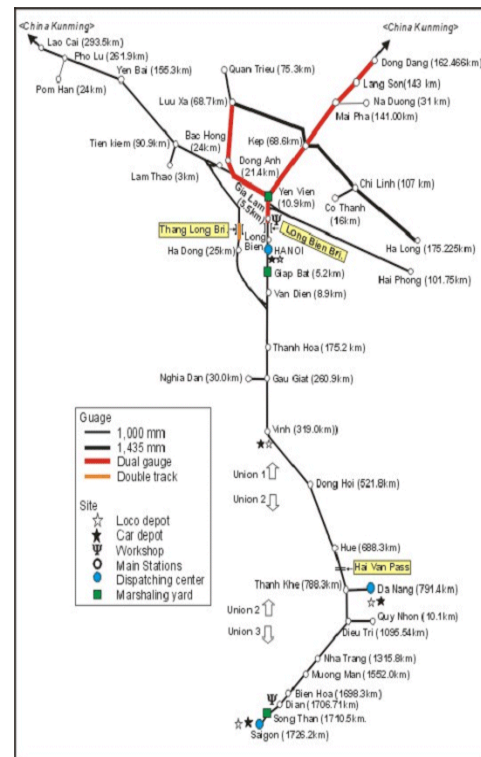 <China Kunming>
<China Kunming>
Lao Cai (293.5km)
Pho Lu (261.9km)
Dong Dang (162.466km)
Yen Bai (155.3km)
Quan Trieu (75.3km)
Lang Son(143 km)
Pom Han (24km)
Na Duong (31 km)
Luu Xa (68.7km)
Mai Pha (141.00km)
Bao Hong
(24km)
Kep (68.6km)
Tien kiem (90.9km)
Dong Anh
(21.4km)
Chi Linh (107 km)
Lam Thao (3km)
Yen Vien
(10.9km)
Co Thanh
(16km)
Gia Lam
(5.5km)
Thang Long Bri.
Long
Bien
Long Bien Bri.
Ha Long (175.225km)
Ha Dong (25km)
HANOI
Hai Phong (101.75km)
Giap Bat (5.2km)
Van Dien (8.9km)
Thanh Hoa (175.2 km)
Nghia Dan (30.0km)
Gau Giat (260.9km)
Vinh (319.0km))
Guage
1,000 mm
1,435 mm
Dual gauge
Double track
Site
Loco depot
Car depot
Workshop
Main Stations
Dispatching center
Marshaling yard
Union 1
Union 2
Dong Hoi (521.8km)
Hue (688.3km)
Hai Van Pass
Thanh Khe (788.3km)
Da Nang (791.4km)
Union 2
Union 3
Quy Nhon (10.1km)
Dieu Tri (1095.54km)
Nha Trang (1315.8km)
Muong Man (1552.0km)
Bien Hoa (1698.3km)
Dian (1706.71km)
Song Than (1710.5km.
Saigon (1726.2km)